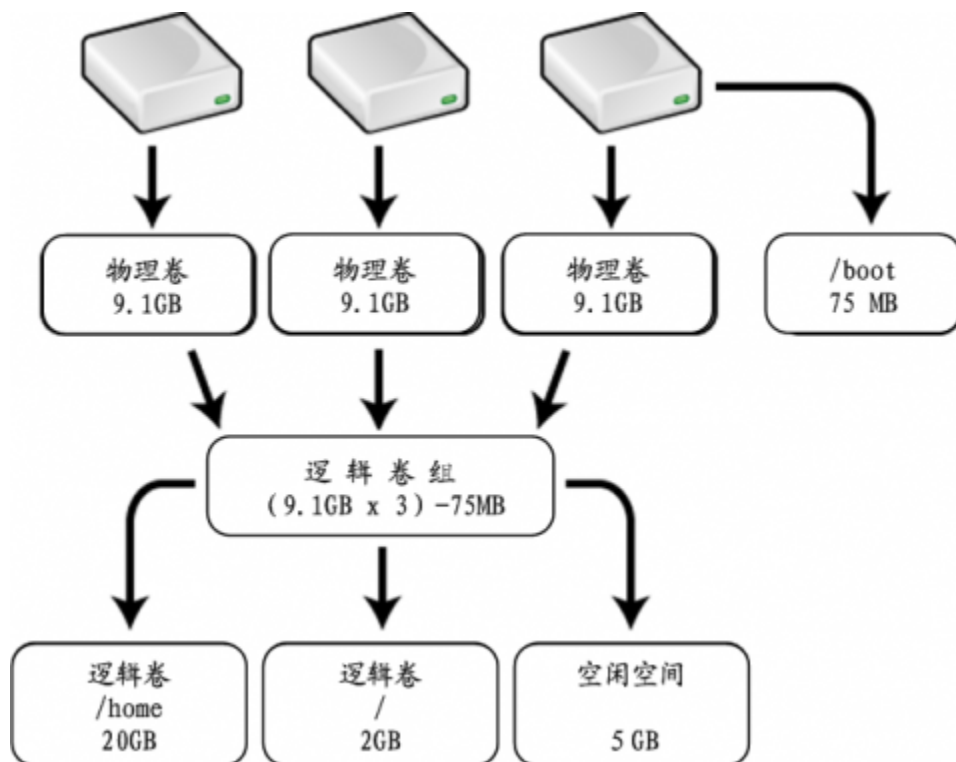 物理卷
9.1GB
物理卷
9.1GB
物理卷
9.1GB
/boot
75 MB
逻 辑 卷 组
(9.1GB x 3)-75MB
逻辑卷
/home
20GB
逻辑卷
/
2GB
空闲空间
5 GB